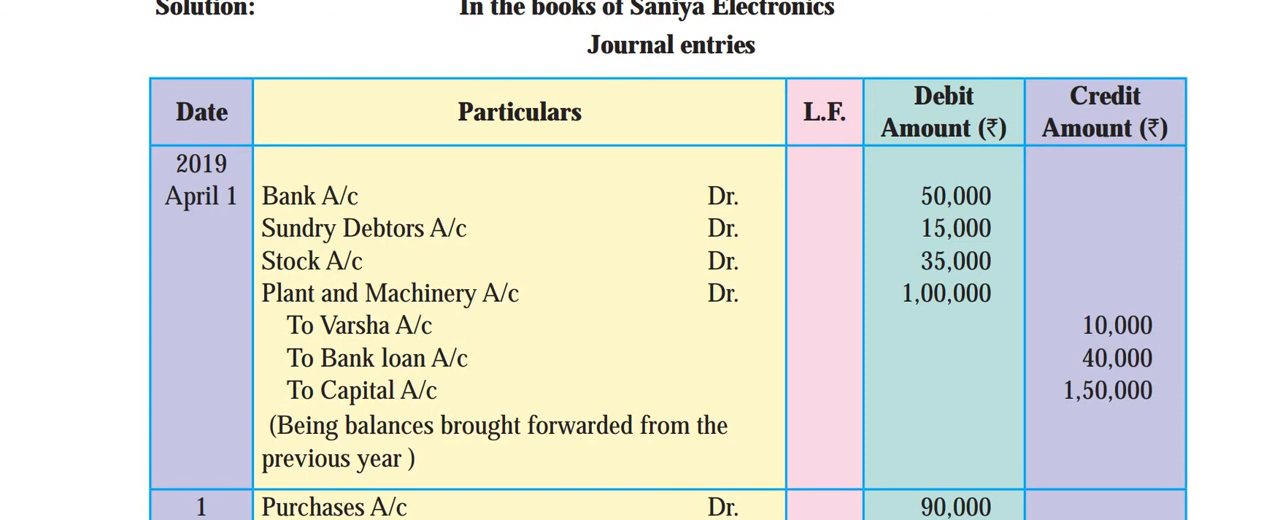 Solution: In the books of Saniya Electronics
Journal entries
Date Particulars L.F. Debit Amount (₹) Credit Amount (₹)
2019
April 1 Bank A/c Dr. 50,000
Sundry Debtors A/c Dr. 15,000
Stock A/c Dr. 35,000
Plant and Machinery A/c Dr. 1,00,000
To Varsha A/c 10,000
To Bank loan A/c 40,000
To Capital A/c 1,50,000
(Being balances brought forwarded from the
previous year )
1 Purchases A/c Dr. 90,000